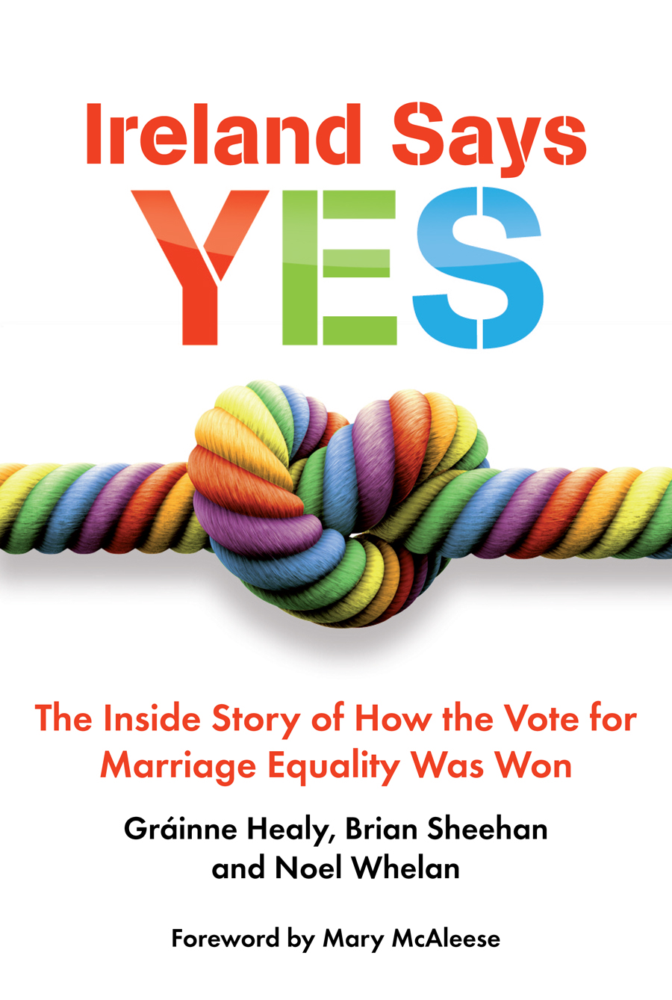 Ireland Says
YES
The Inside Story of How the Vote for
Marriage Equality Was Won
Gráinne Healy, Brian Sheehan
and Noel Whelan
Foreword by Mary McAleese